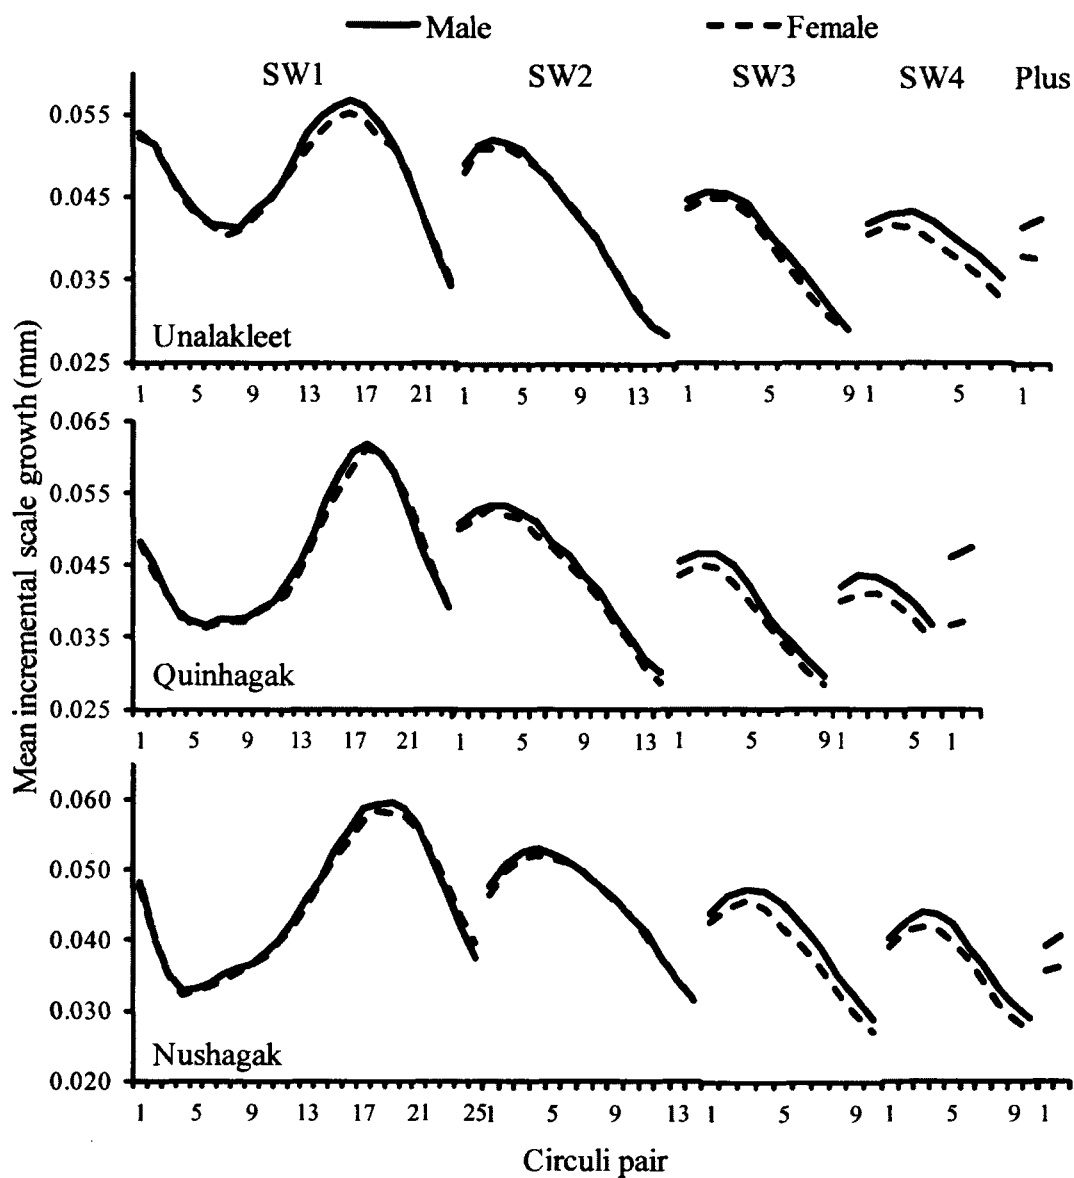 Male Female
SW1 SW2 SW3 SW4 Plus
Mean incremental scale growth (mm)
0.055
0.045
0.035
0.025
Unalakleet
1 5 9 13 17 21 1 5 9 13 1 5 9 1 5 1
0.065
0.055
0.045
0.035
0.025
Quinhagak
1 5 9 13 17 21 1 5 9 13 1 5 9 1 5 1
0.060
0.050
0.040
0.030
0.020
Nushagak
1 5 9 13 17 21 25 1 5 9 13 1 5 9 1 5 9 1
Circuli pair